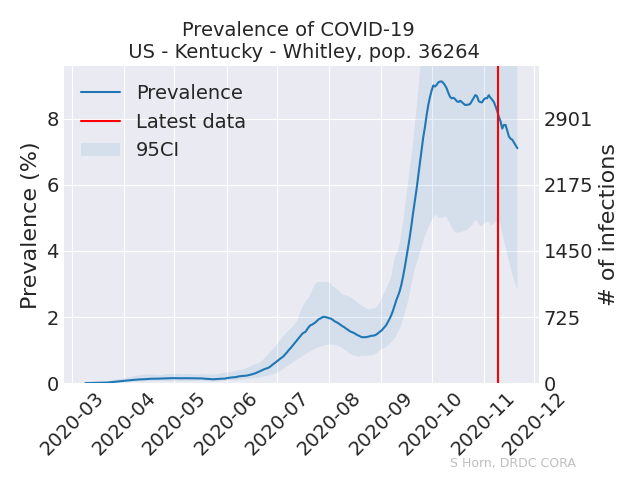 Prevalence of COVID-19
US - Kentucky - Whitley, pop. 36264
Prevalence
Latest data
95CI
Prevalence (%)
8
6
4
2
0
2901
2175
1450
725
0
# of infections
2020-03
2020-04
2020-05
2020-06
2020-07
2020-08
2020-09
2020-10
2020-11
2020-12
S Horn, DRDC CORA